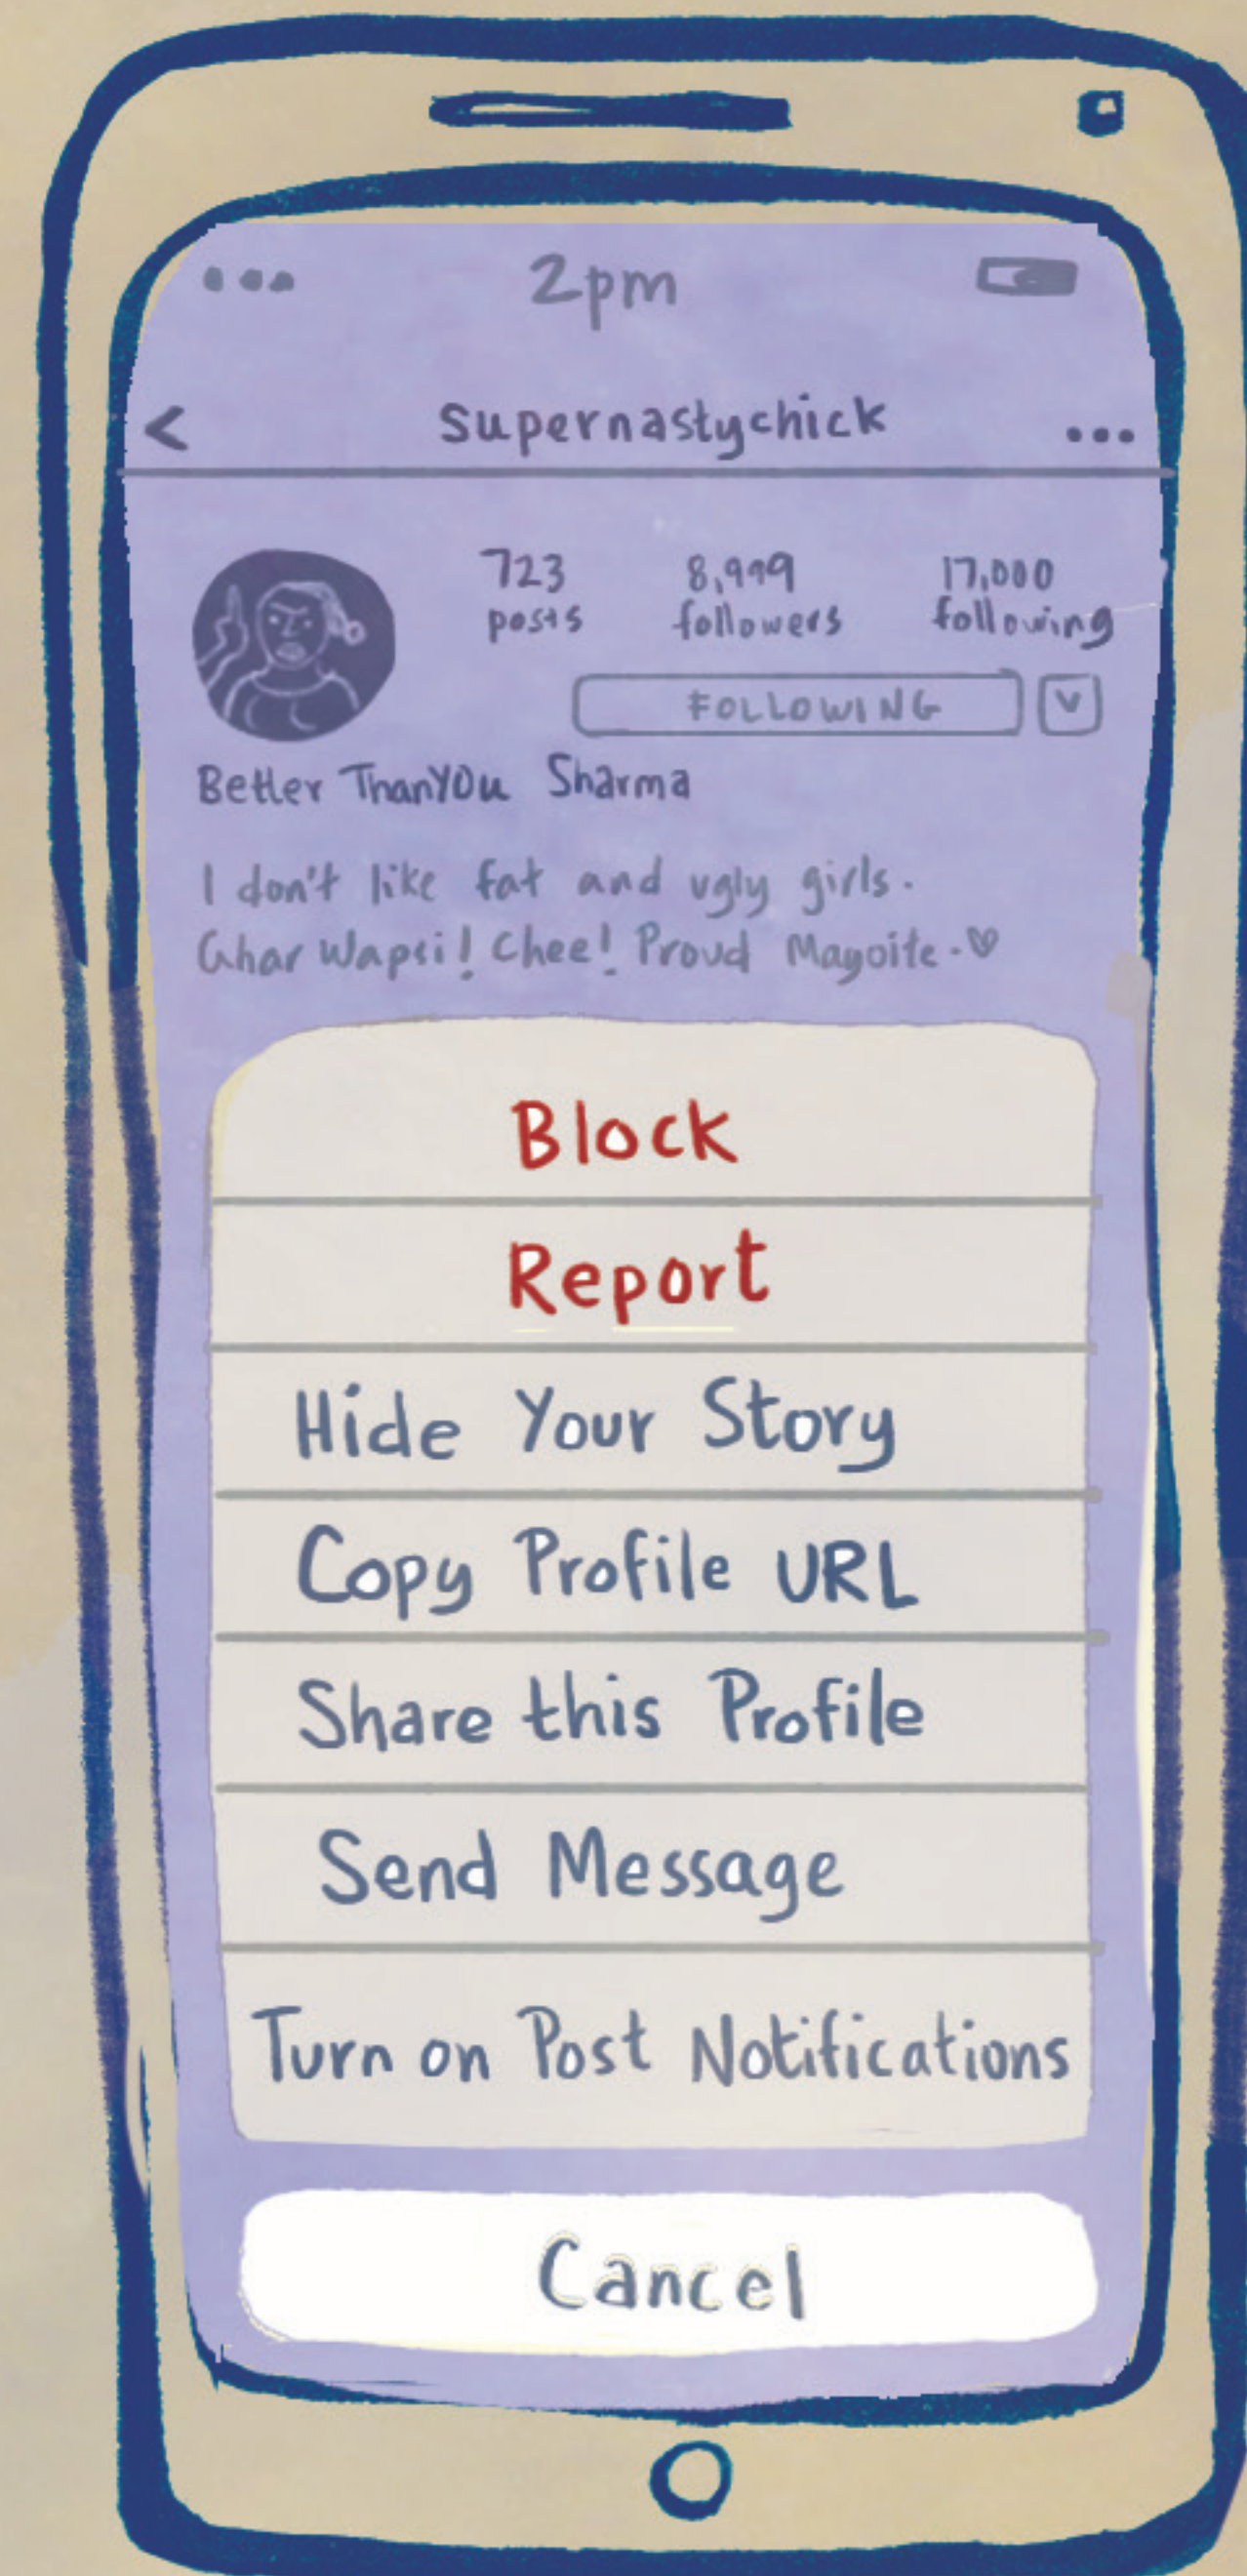 2pm
supernastychick
723 8,999 17,000
posts followers following
FOLLOWING
Better ThanYOu Sharma
I don't like fat and ugly girls.
Ghar Wapsi! Chee! Proud Mayoite.
Block
Report
Hide Your Story
Copy Profile URL
Share this Profile
Send Message
Turn on Post Notifications
Cancel